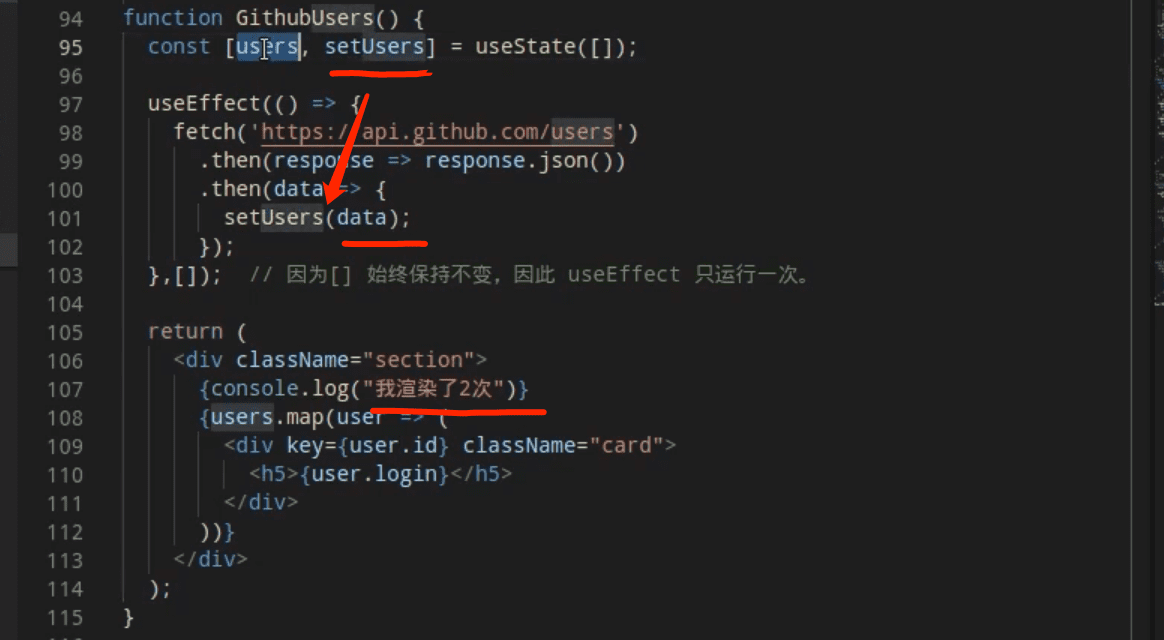 94 function GithubUsers() {
95 const [users, setUsers] = useState([]);
96
97 useEffect(() => {
98 fetch('https://api.github.com/users')
99 .then(response => response.json())
100 .then(data => {
101 setUsers(data);
102 });
103 },[]); // 因为[] 始终保持不变，因此 useEffect 只运行一次。
104
105 return (
106 <div className="section">
107 {console.log("我渲染了2次")}
108 {users.map(user => (
109 <div key={user.id} className="card">
110 <h5>{user.login}</h5>
111 </div>
112 ))}
113 </div>
114 );
115 }